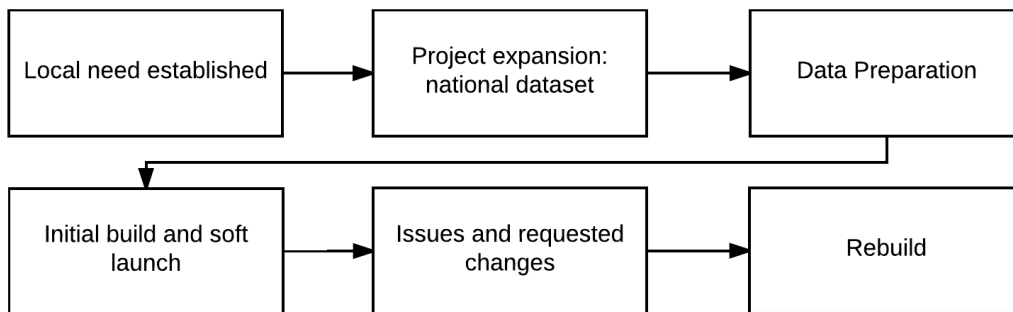 Local need established
Project expansion:
national dataset
Data Preparation
Initial build and soft
launch
Issues and requested
changes
Rebuild